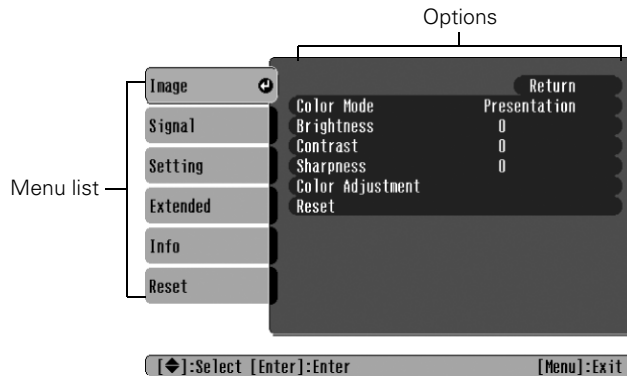 Options
Menu list
Image
Signal
Setting
Extended
Info
Reset
Return
Color Mode Presentation
Brightness 0
Contrast 0
Sharpness 0
Color Adjustment
Reset
[◆]:Select [Enter]:Enter [Menu]:Exit